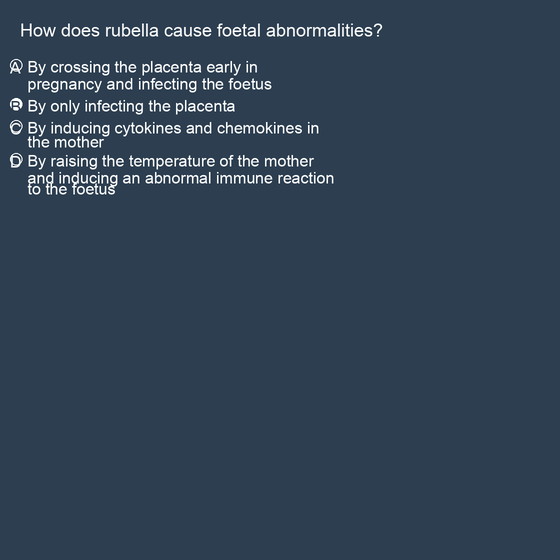 How does rubella cause foetal abnormalities?
A By crossing the placenta early in
pregnancy and infecting the foetus
B By only infecting the placenta
C By inducing cytokines and chemokines in
the mother
D By raising the temperature of the mother
and inducing an abnormal immune reaction
to the foetus